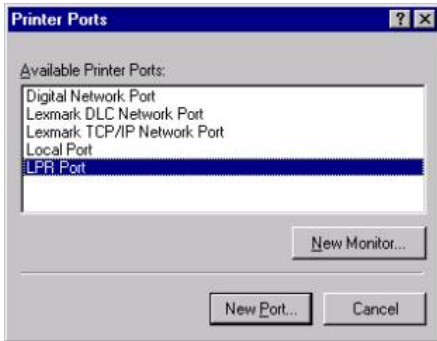 Printer Ports
Available Printer Ports:
Digital Network Port
Lexmark DLC Network Port
Lexmark TCP/IP Network Port
Local Port
LPR Port
New Monitor...
New Port...
Cancel